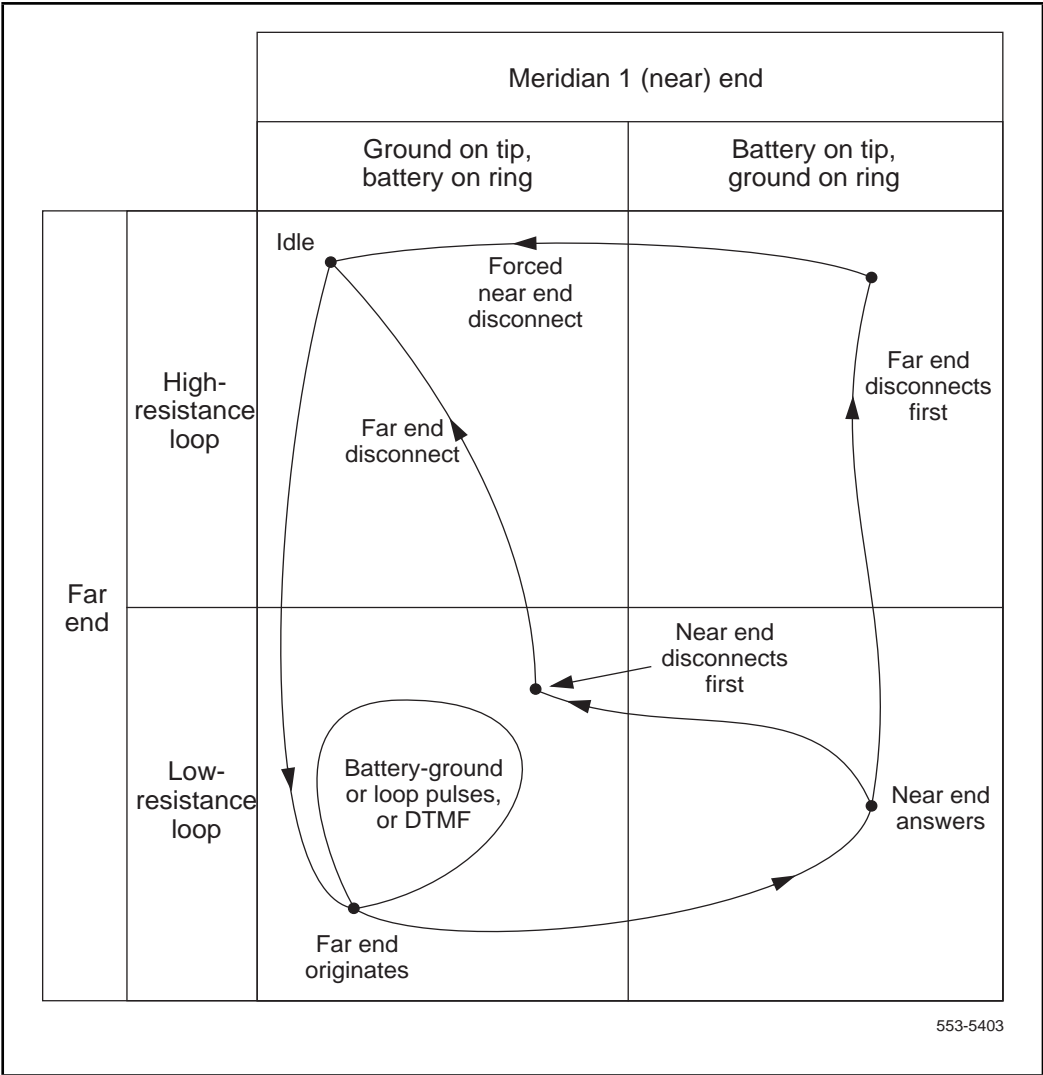 Meridian 1 (near) end
Ground on tip,
battery on ring
Battery on tip,
ground on ring
Idle
Forced
near end
disconnect
High-
resistance
loop
Far end
disconnects
first
Far end
disconnect
Far
end
Near end
disconnects
first
Low-
resistance
loop
Battery-ground
or loop pulses,
or DTMF
Near end
answers
Far end
originates
553-5403